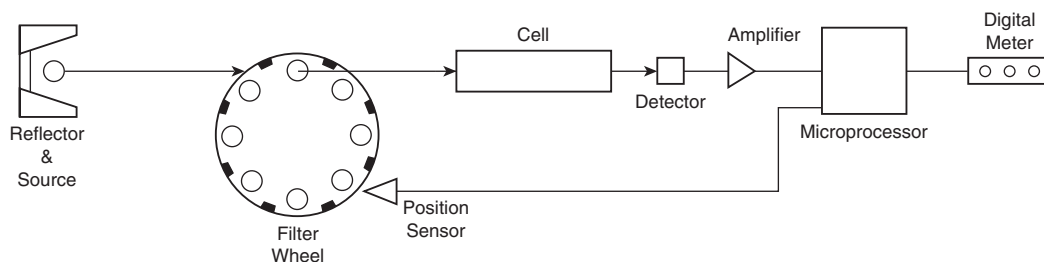 Reflector
&
Source
Filter
Wheel
Position
Sensor
Cell
Detector
Amplifier
Microprocessor
Digital
Meter